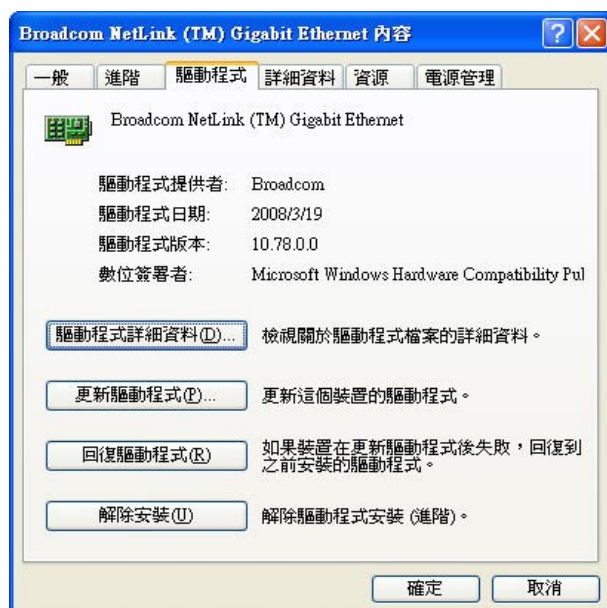 Broadcom NetLink (TM) Gigabit Ethernet 內容
一般 進階 驅動程式 詳細資料 資源 電源管理
Broadcom NetLink (TM) Gigabit Ethernet
驅動程式提供者: Broadcom
驅動程式日期: 2008/3/19
驅動程式版本: 10.78.0.0
數位簽署者: Microsoft Windows Hardware Compatibility Pul
驅動程式詳細資料(D)... 檢視關於驅動程式檔案的詳細資料。
更新驅動程式(P)... 更新這個裝置的驅動程式。
回復驅動程式(R) 如果裝置在更新驅動程式後失敗，回復到
之前安裝的驅動程式。
解除安裝(U) 解除驅動程式安裝 (進階)。
確定 取消